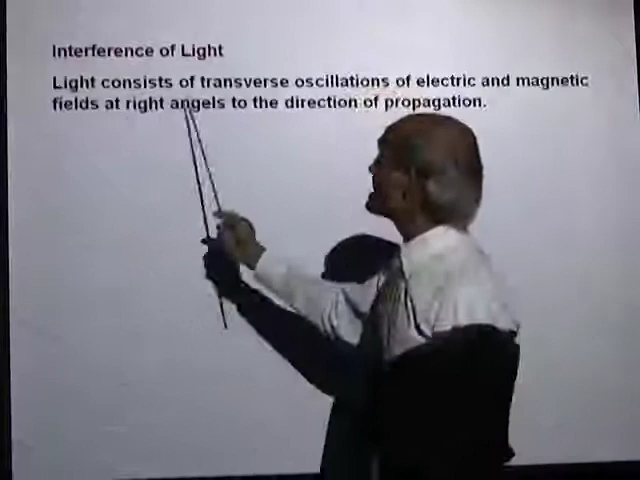 Interference of Light
Light consists of transverse oscillations of electric and magnetic
fields at right angels to the direction of propagation.